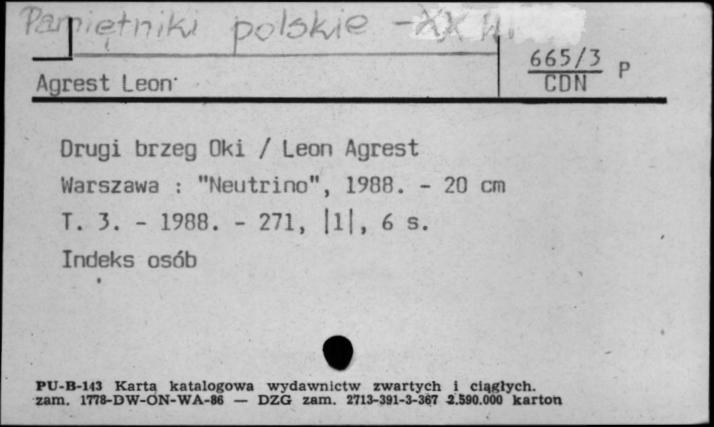 Pamiętniki polskie - XX w.
665/3 P
CDN
Agrest Leon
Drugi brzeg Oki / Leon Agrest
Warszawa : "Neutrino", 1988. - 20 cm
T. 3. - 1988. - 271, |1|, 6 s.
Indeks osób
PU-B-143 Karta katalogowa wydawnictw zwartych i ciągłych.
zam. 1778-DW-ON-WA-86 — DZG zam. 2713-391-3-367 2.590.000 karton